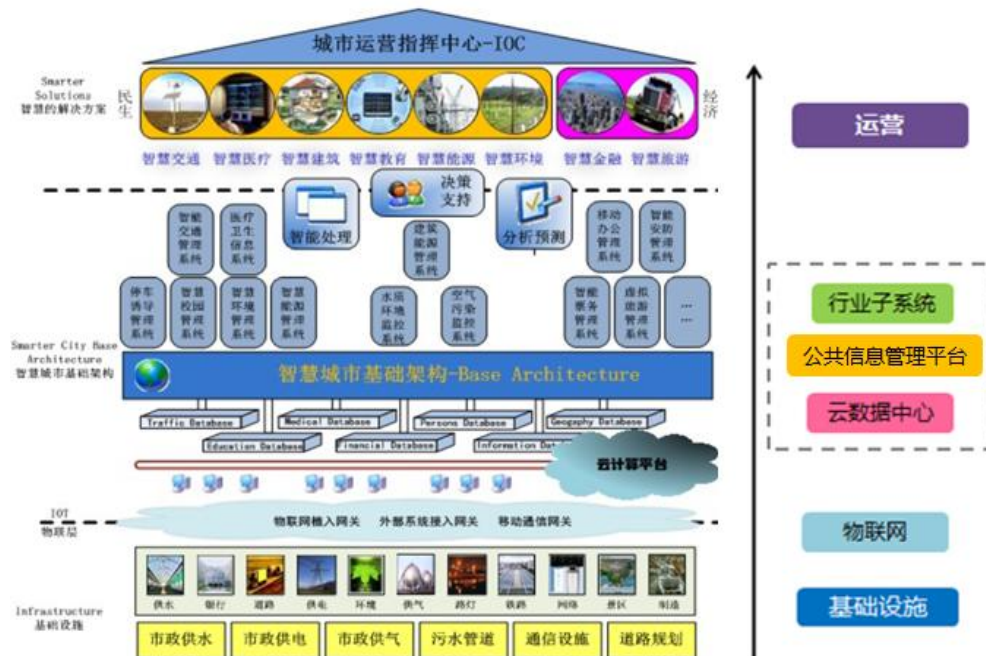 城市运营指挥中心-IOC
Smarter
Solutions
智慧的解决方案
民生
经济
智慧交通 智慧医疗 智慧建筑 智慧教育 智慧能源 智慧环境 智慧金融 智慧旅游
运营
智能处理
决策支持
分析预测
智能交通管理系统
医疗卫生信息系统
建筑能源管理系统
移动办公管理系统
智能安防管理系统
停车诱导管理系统
智慧校园管理系统
智慧环境管理系统
智慧能源管理系统
水质环境监控系统
空气污染监控系统
智能票务管理系统
虚拟旅游管理系统
……
行业子系统
公共信息管理平台
云数据中心
Smarter City Base
Architecture
智慧城市基础架构
智慧城市基础架构-Base Architecture
Traffic Database
Medical Database
Persons Database
Geogaphy Database
Education Database
Financial Database
Information Dat
云计算平台
IOT
物联层
物联网植入网关 外部系统接入网关 移动通信网关
物联网
供水 银行 道路 供电 环境 供气 路灯 铁路 网络 景区 制造
Infrastructure
基础设施
市政供水 市政供电 市政供气 污水管道 通信设施 道路规划
基础设施